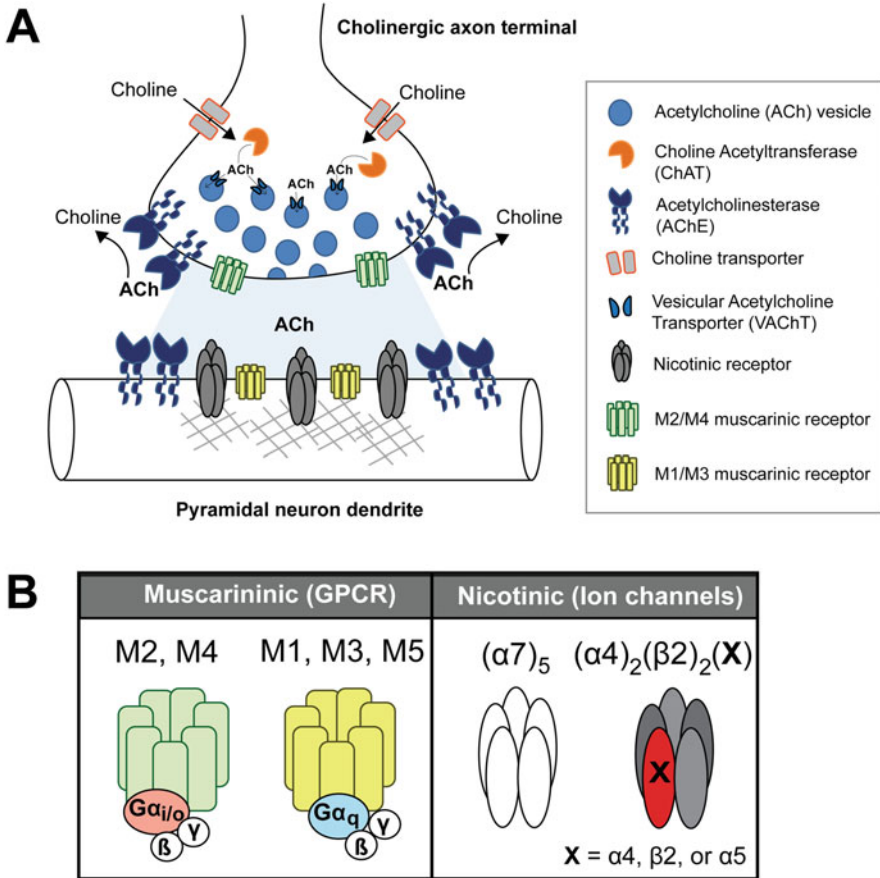 A
Cholinergic axon terminal
Choline
Choline
ACh
ACh
ACh
Choline
Choline
ACh
ACh
ACh
Pyramidal neuron dendrite
Acetylcholine (ACh) vesicle
Choline Acetyltransferase
(ChAT)
Acetylcholinesterase
(AChE)
Choline transporter
Vesicular Acetylcholine
Transporter (VAChT)
Nicotinic receptor
M2/M4 muscarinic receptor
M1/M3 muscarinic receptor
B
Muscarininic (GPCR)
Nicotinic (Ion channels)
M2, M4
M1, M3, M5
(α7)₅
(α4)₂(β2)₂(X)
Gαi/o
ß
γ
Gαq
ß
γ
X
X = α4, β2, or α5